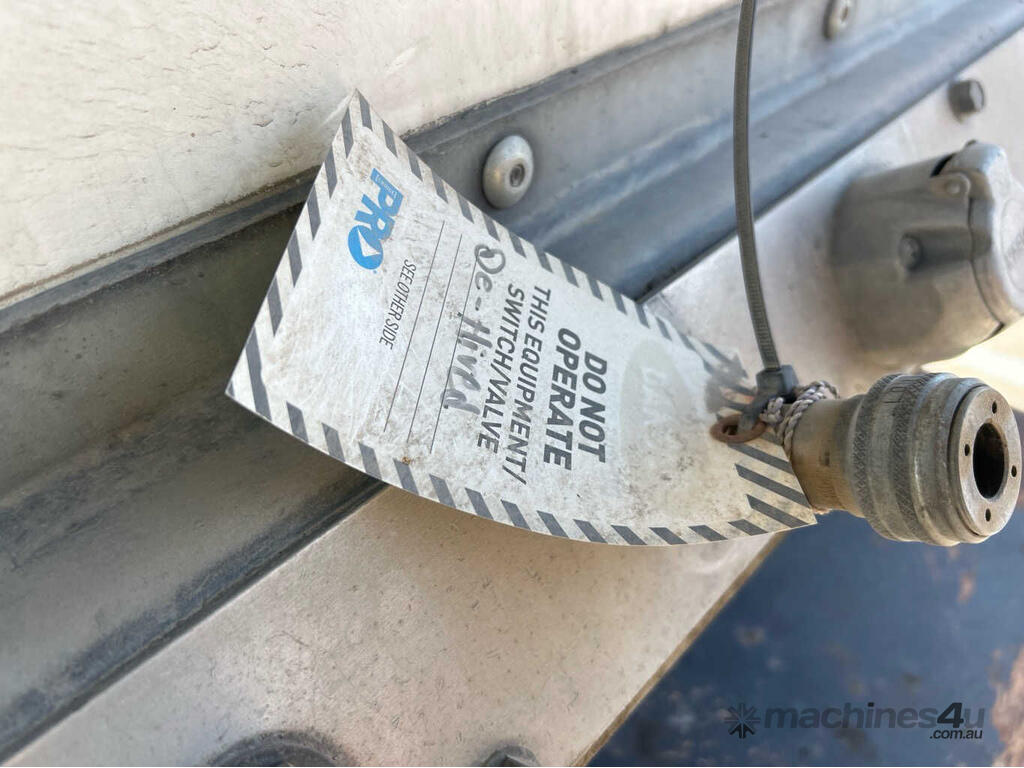 DO NOT
OPERATE
THIS EQUIPMENT/
SWITCH/VALVE
De-Hired
SEE OTHER SIDE
PRO
machines4u
.com.au